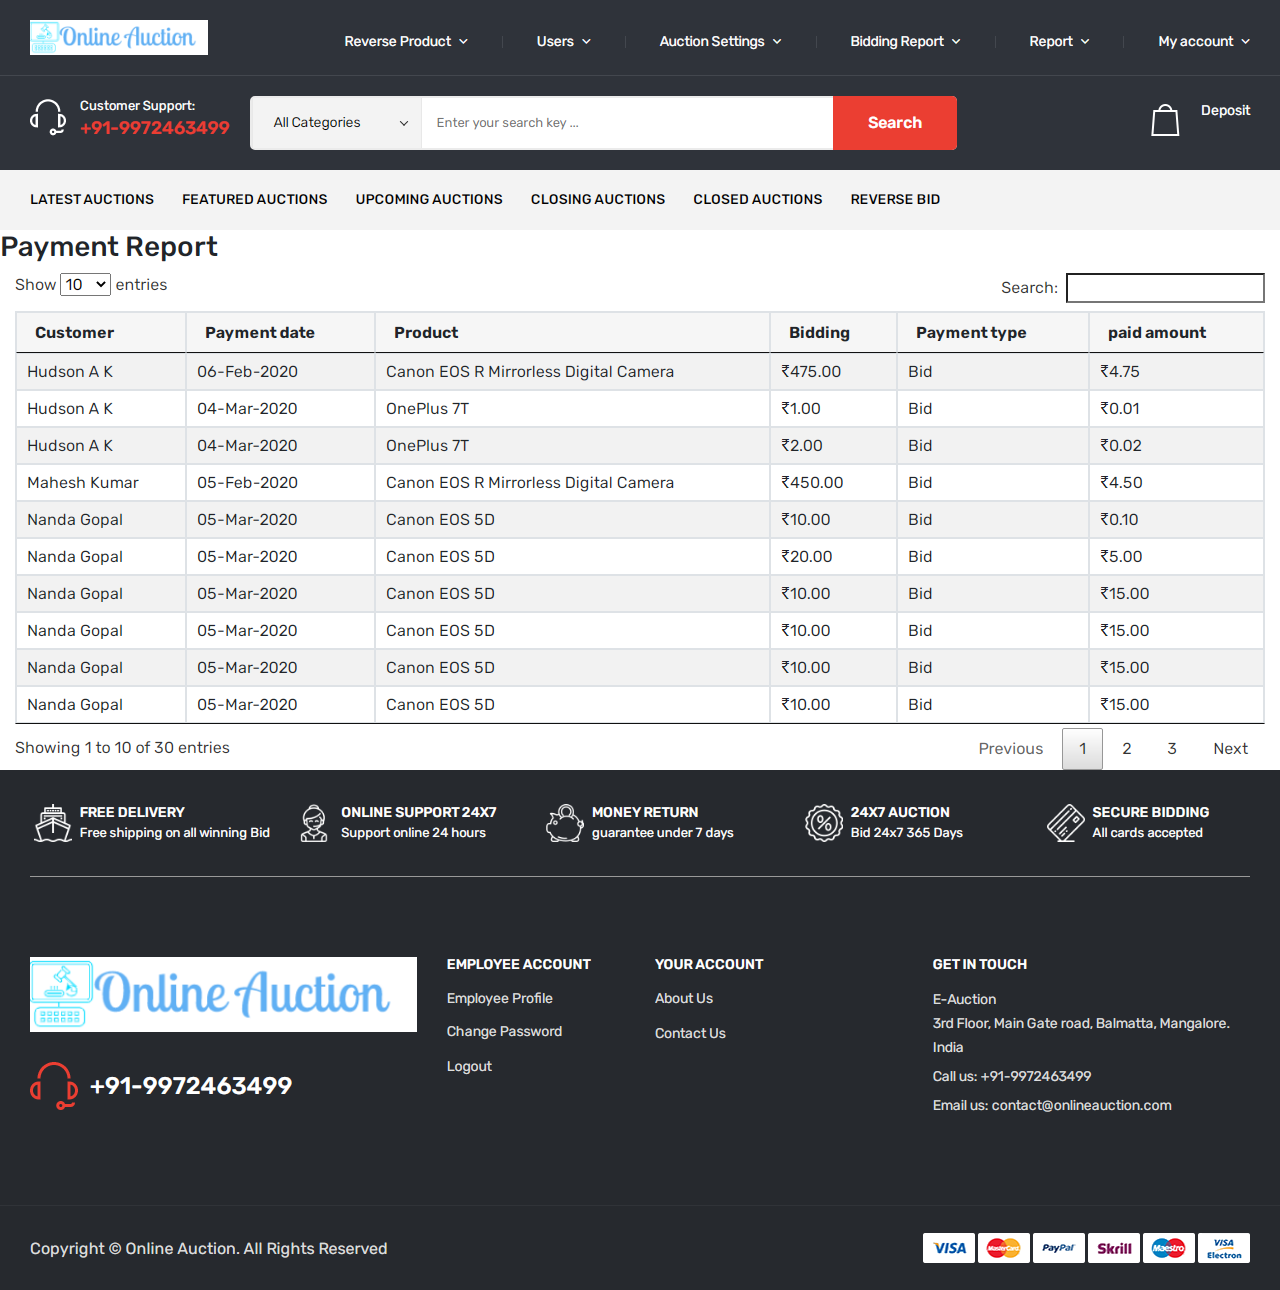 Online Auction
Reverse Product
Users
Auction Settings
Bidding Report
Report
My account
Customer Support:
+91-9972463499
All Categories
Enter your search key ...
Search
Deposit
LATEST AUCTIONS
FEATURED AUCTIONS
UPCOMING AUCTIONS
CLOSING AUCTIONS
CLOSED AUCTIONS
REVERSE BID
Payment Report
Show 10 entries
Search:
Customer Payment date Product Bidding Payment type paid amount
Hudson A K 06-Feb-2020 Canon EOS R Mirrorless Digital Camera ₹475.00 Bid ₹4.75
Hudson A K 04-Mar-2020 OnePlus 7T ₹1.00 Bid ₹0.01
Hudson A K 04-Mar-2020 OnePlus 7T ₹2.00 Bid ₹0.02
Mahesh Kumar 05-Feb-2020 Canon EOS R Mirrorless Digital Camera ₹450.00 Bid ₹4.50
Nanda Gopal 05-Mar-2020 Canon EOS 5D ₹10.00 Bid ₹0.10
Nanda Gopal 05-Mar-2020 Canon EOS 5D ₹20.00 Bid ₹5.00
Nanda Gopal 05-Mar-2020 Canon EOS 5D ₹10.00 Bid ₹15.00
Nanda Gopal 05-Mar-2020 Canon EOS 5D ₹10.00 Bid ₹15.00
Nanda Gopal 05-Mar-2020 Canon EOS 5D ₹10.00 Bid ₹15.00
Nanda Gopal 05-Mar-2020 Canon EOS 5D ₹10.00 Bid ₹15.00
Showing 1 to 10 of 30 entries
Previous 1 2 3 Next
FREE DELIVERY
Free shipping on all winning Bid
ONLINE SUPPORT 24X7
Support online 24 hours
MONEY RETURN
guarantee under 7 days
24X7 AUCTION
Bid 24x7 365 Days
SECURE BIDDING
All cards accepted
Online Auction
+91-9972463499
EMPLOYEE ACCOUNT
Employee Profile
Change Password
Logout
YOUR ACCOUNT
About Us
Contact Us
GET IN TOUCH
E-Auction
3rd Floor, Main Gate road, Balmatta, Mangalore.
India
Call us: +91-9972463499
Email us: contact@onlineauction.com
Copyright © Online Auction. All Rights Reserved
VISA
MasterCard
PayPal
Skrill
Maestro
VISA
Electron